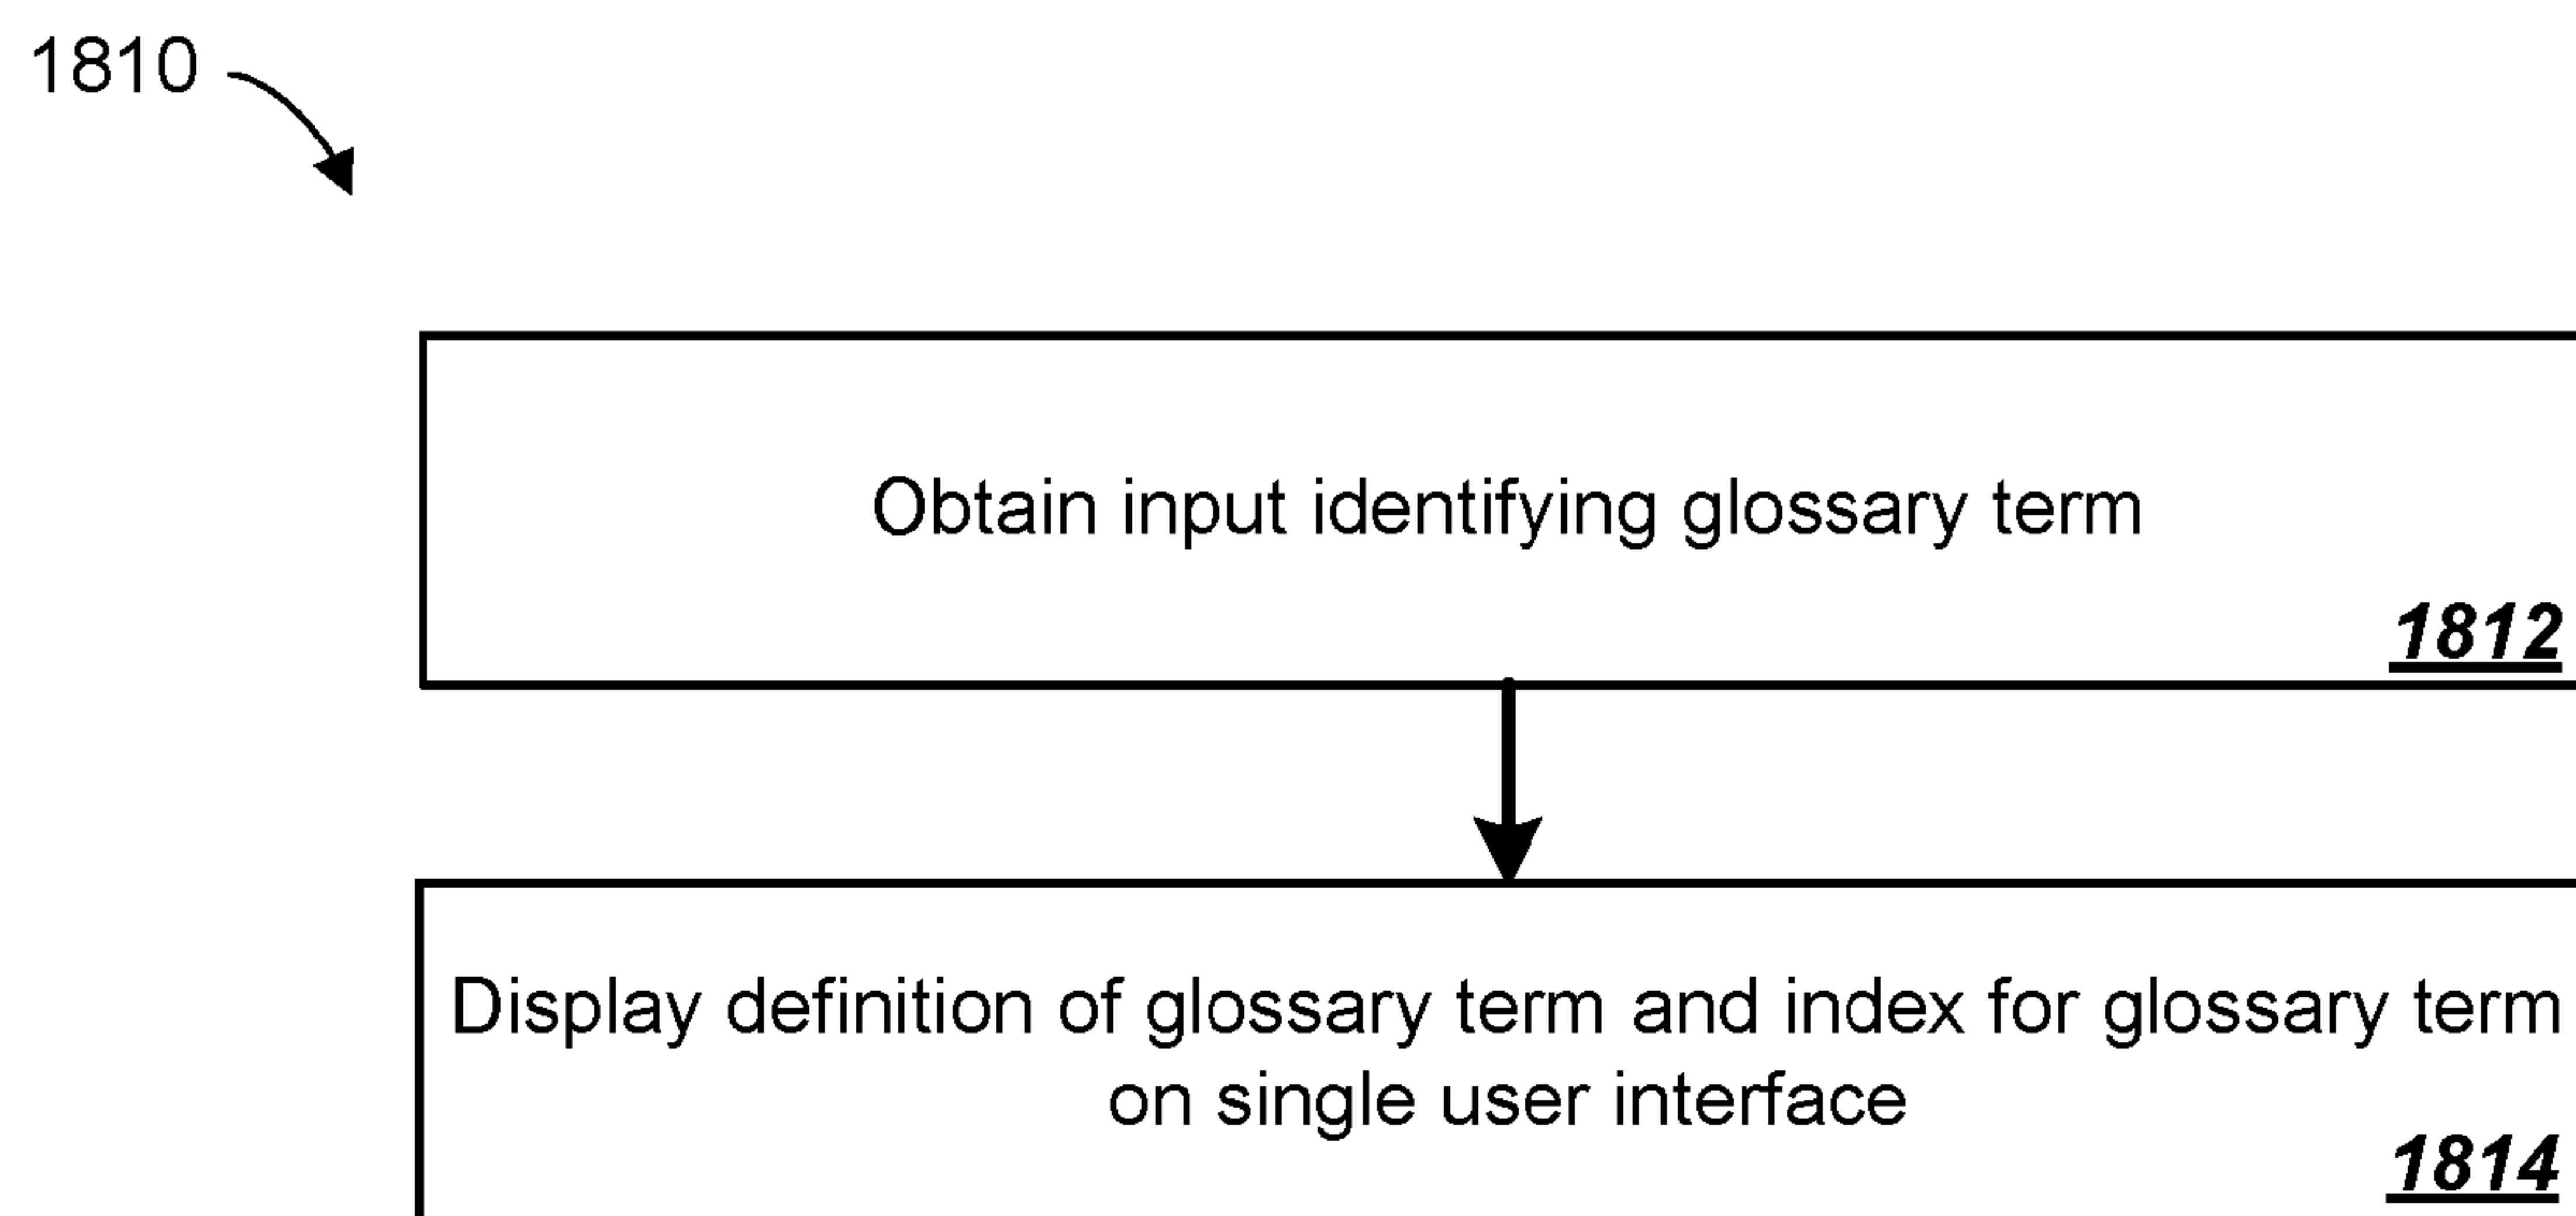 1810
Obtain input identifying glossary term
1812
Display definition of glossary term and index for glossary term
on single user interface
1814